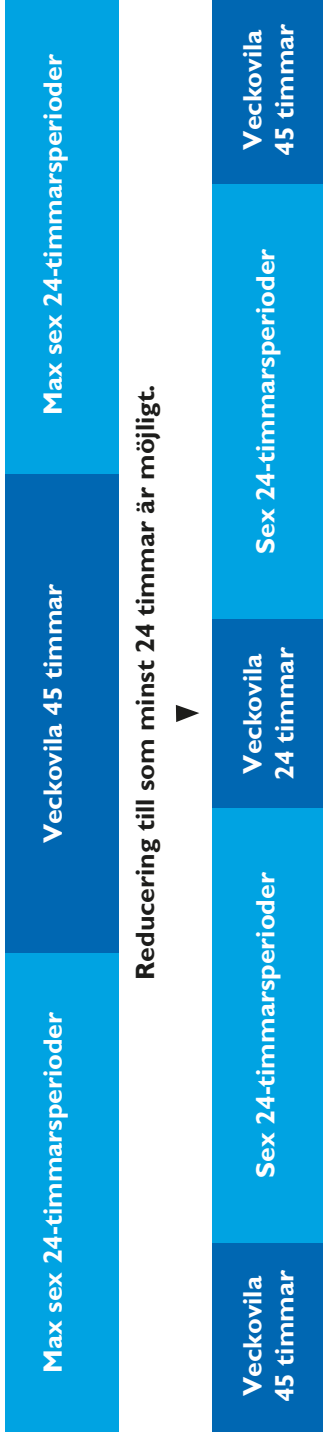 Max sex 24-timmarsperioder
Veckovila 45 timmar
Max sex 24-timmarsperioder
Reducering till som minst 24 timmar är möjligt.
Veckovila
45 timmar
Sex 24-timmarsperioder
Veckovila
24 timmar
Sex 24-timmarsperioder
Veckovila
45 timmar